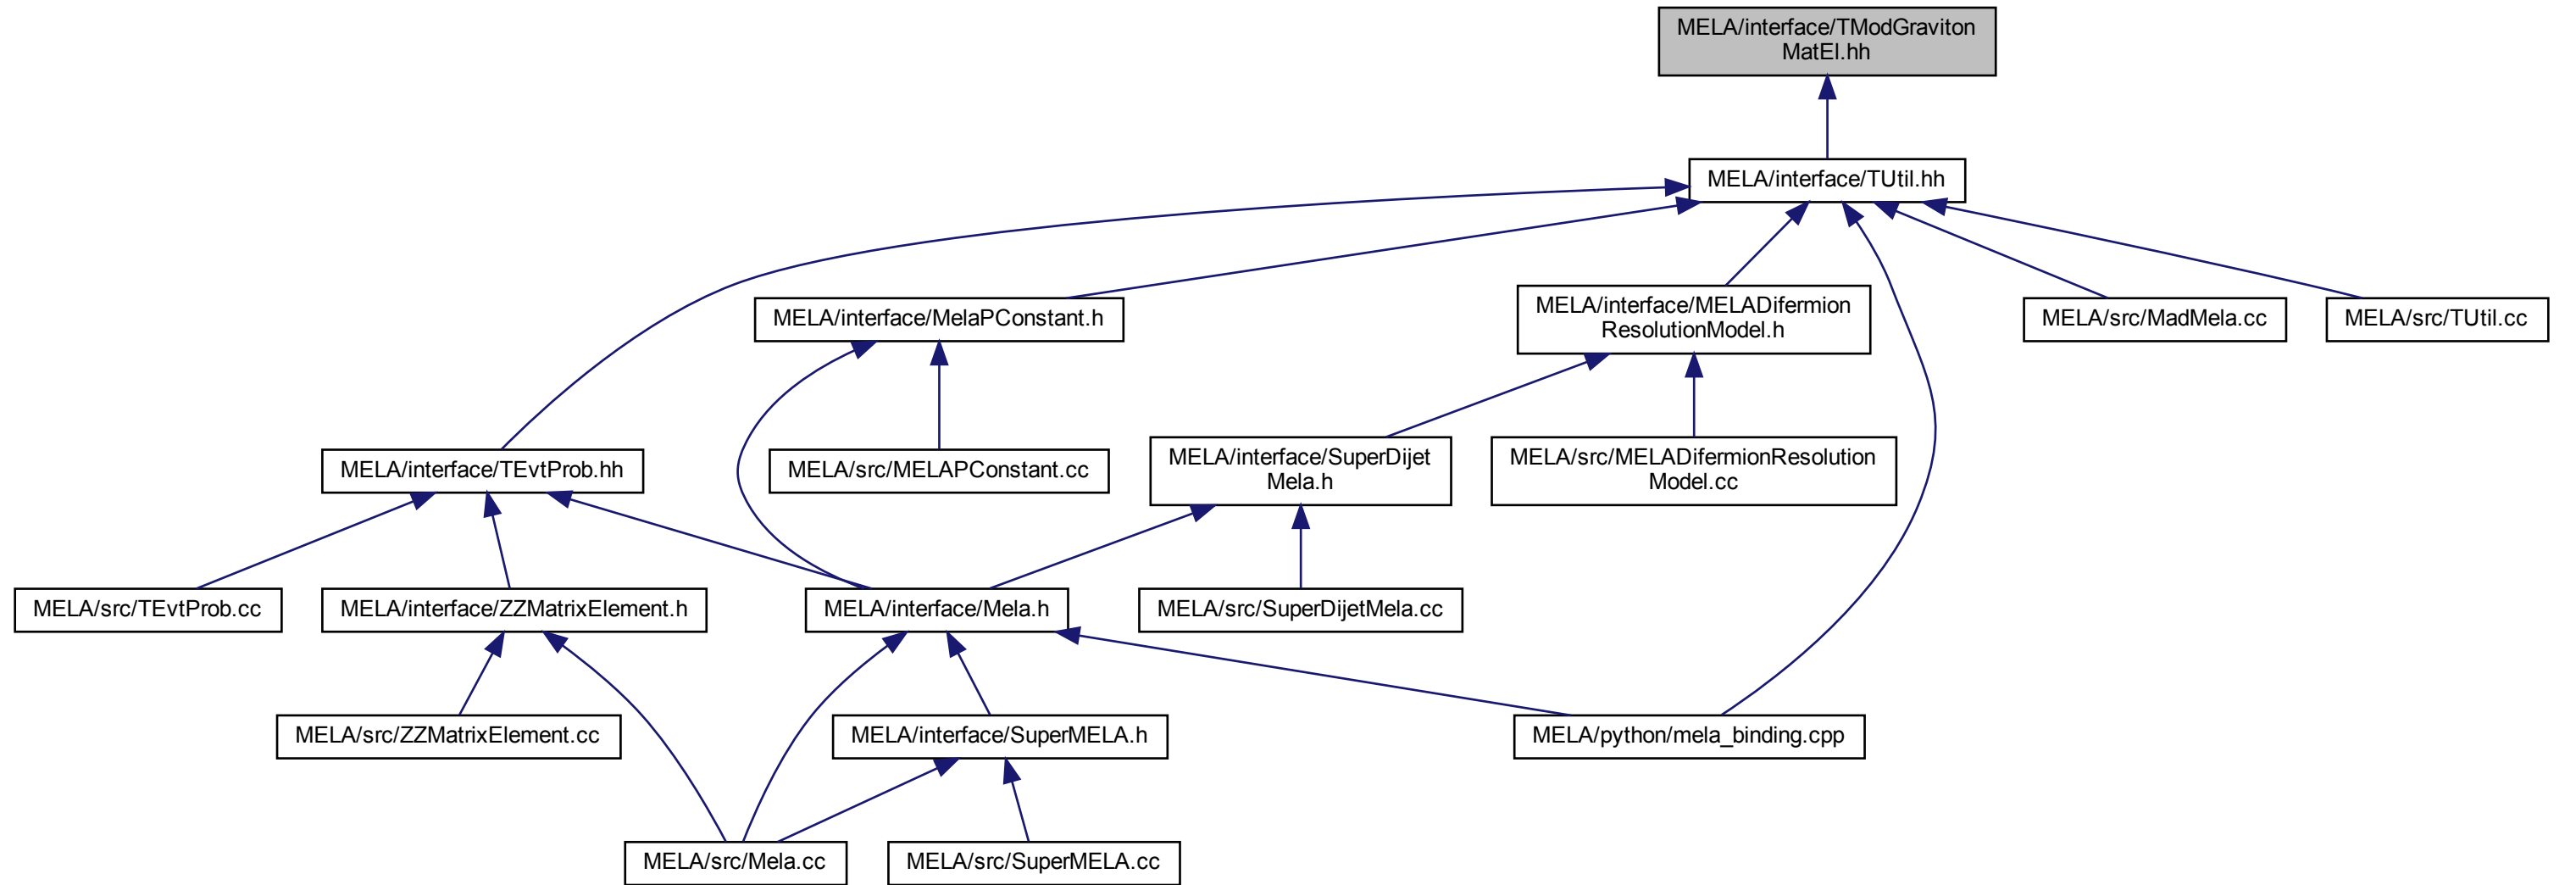 MELA/interface/TModGraviton
MatEl.hh
MELA/interface/TUtil.hh
MELA/interface/MelaPConstant.h
MELA/interface/MELADifermion
ResolutionModel.h
MELA/src/MadMela.cc
MELA/src/TUtil.cc
MELA/interface/TEvtProb.hh
MELA/src/MELAPConstant.cc
MELA/interface/SuperDijet
Mela.h
MELA/src/MELADifermionResolution
Model.cc
MELA/src/TEvtProb.cc
MELA/interface/ZZMatrixElement.h
MELA/interface/Mela.h
MELA/src/SuperDijetMela.cc
MELA/src/ZZMatrixElement.cc
MELA/interface/SuperMELA.h
MELA/python/mela_binding.cpp
MELA/src/Mela.cc
MELA/src/SuperMELA.cc